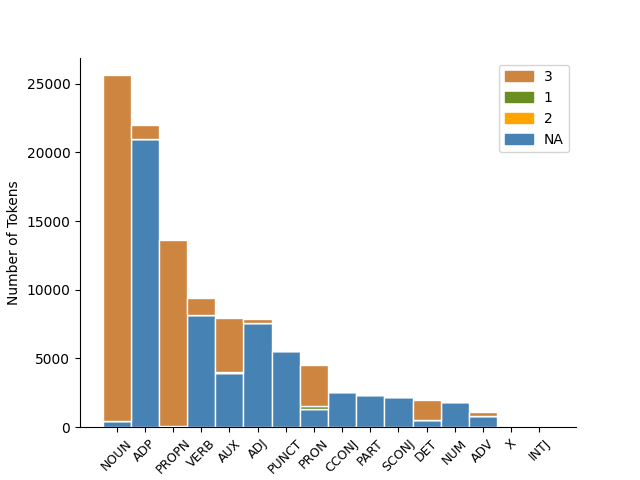 3
1
2
NA
25000
20000
15000
10000
5000
0
Number of Tokens
NOUN
ADP
PROPN
VERB
AUX
ADJ
PUNCT
PRON
CCONJ
PART
SCONJ
DET
NUM
ADV
X
INTJ